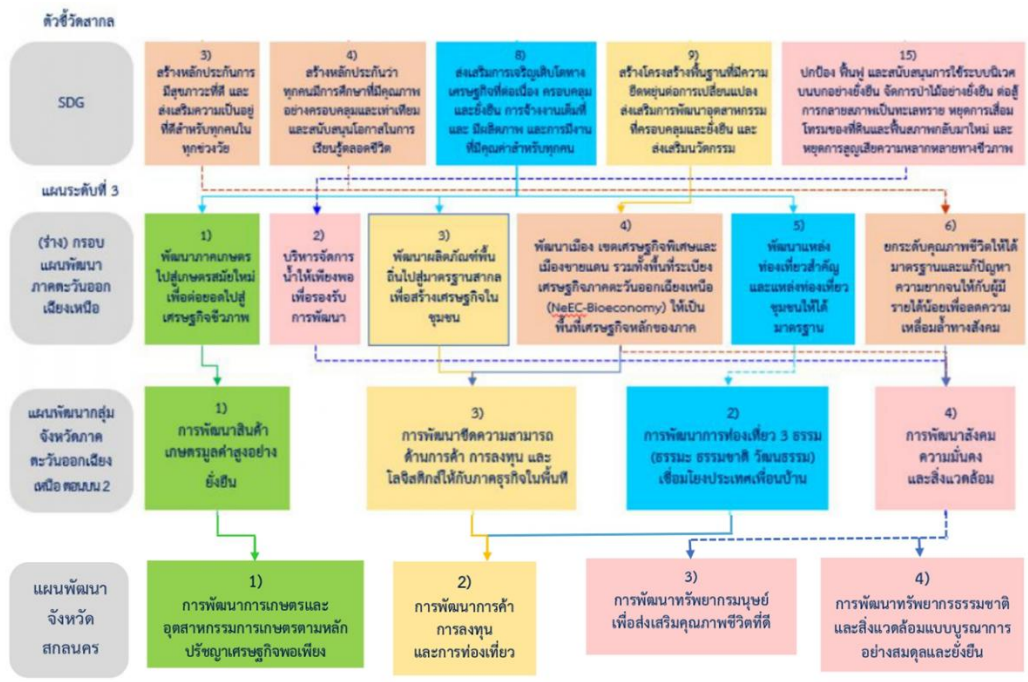 ตัวชี้วัดสากล
SDG
3)
สร้างหลักประกันการ
มีสุขภาวะที่ดี และ
ส่งเสริมความเป็นอยู่
ที่ดีสำหรับทุกคนใน
ทุกช่วงวัย
4)
สร้างหลักประกันว่า
ทุกคนมีการศึกษาที่มีคุณภาพ
อย่างครอบคลุมและเท่าเทียม
และสนับสนุนโอกาสในการ
เรียนรู้ตลอดชีวิต
8)
ส่งเสริมการเจริญเติบโตทาง
เศรษฐกิจที่ต่อเนื่อง ครอบคลุม
และยั่งยืน การจ้างงานเต็มที่
และ มีผลิตภาพ และการมีงาน
ที่มีคุณค่าสำหรับทุกคน
9)
สร้างโครงสร้างพื้นฐานที่มีความ
ยืดหยุ่นต่อการเปลี่ยนแปลง
ส่งเสริมการพัฒนาอุตสาหกรรม
ที่ครอบคลุมและยั่งยืน และ
ส่งเสริมนวัตกรรม
15)
ปกป้อง ฟื้นฟู และสนับสนุนการใช้ระบบนิเวศ
บนบกอย่างยั่งยืน จัดการป่าไม้อย่างยั่งยืน ต่อสู้
การกลายสภาพเป็นทะเลทราย หยุดการเสื่อม
โทรมของที่ดินและฟื้นสภาพกลับมาใหม่ และ
หยุดการสูญเสียความหลากหลายทางชีวภาพ
แผนระดับที่ 3
(ร่าง) กรอบ
แผนพัฒนา
ภาคตะวันออก
เฉียงเหนือ
1)
พัฒนาภาคเกษตร
ไปสู่เกษตรสมัยใหม่
เพื่อต่อยอดไปสู่
เศรษฐกิจชีวภาพ
2)
บริหารจัดการ
น้ำให้เพียงพอ
เพื่อรองรับ
การพัฒนา
3)
พัฒนาผลิตภัณฑ์พื้น
ถิ่นไปสู่มาตรฐานสากล
เพื่อสร้างเศรษฐกิจใน
ชุมชน
4)
พัฒนาเมือง เขตเศรษฐกิจพิเศษและ
เมืองชายแดน รวมทั้งพื้นที่ระเบียง
เศรษฐกิจภาคตะวันออกเฉียงเหนือ
(NeEC-Bioeconomy) ให้เป็น
พื้นที่เศรษฐกิจหลักของภาค
5)
พัฒนาแหล่ง
ท่องเที่ยวสำคัญ
และแหล่งท่องเที่ยว
ชุมชนให้ได้
มาตรฐาน
6)
ยกระดับคุณภาพชีวิตให้ได้
มาตรฐานและแก้ปัญหา
ความยากจนให้กับผู้มี
รายได้น้อยเพื่อลดความ
เหลื่อมล้ำทางสังคม
แผนพัฒนากลุ่ม
จังหวัดภาค
ตะวันออกเฉียง
เหนือ ตอนบน 2
1)
การพัฒนาสินค้า
เกษตรมูลค่าสูงอย่าง
ยั่งยืน
3)
การพัฒนาขีดความสามารถ
ด้านการค้า การลงทุน และ
โลจิสติกส์ให้กับภาคธุรกิจในพื้นที่
2)
การพัฒนาการท่องเที่ยว 3 ธรรม
(ธรรมะ ธรรมชาติ วัฒนธรรม)
เชื่อมโยงประเทศเพื่อนบ้าน
4)
การพัฒนาสังคม
ความมั่นคง
และสิ่งแวดล้อม
แผนพัฒนา
จังหวัด
สกลนคร
1)
การพัฒนาการเกษตรและ
อุตสาหกรรมการเกษตรตามหลัก
ปรัชญาเศรษฐกิจพอเพียง
2)
การพัฒนาการค้า
การลงทุน
และการท่องเที่ยว
3)
การพัฒนาทรัพยากรมนุษย์
เพื่อส่งเสริมคุณภาพชีวิตที่ดี
4)
การพัฒนาทรัพยากรธรรมชาติ
และสิ่งแวดล้อมแบบบูรณาการ
อย่างสมดุลและยั่งยืน